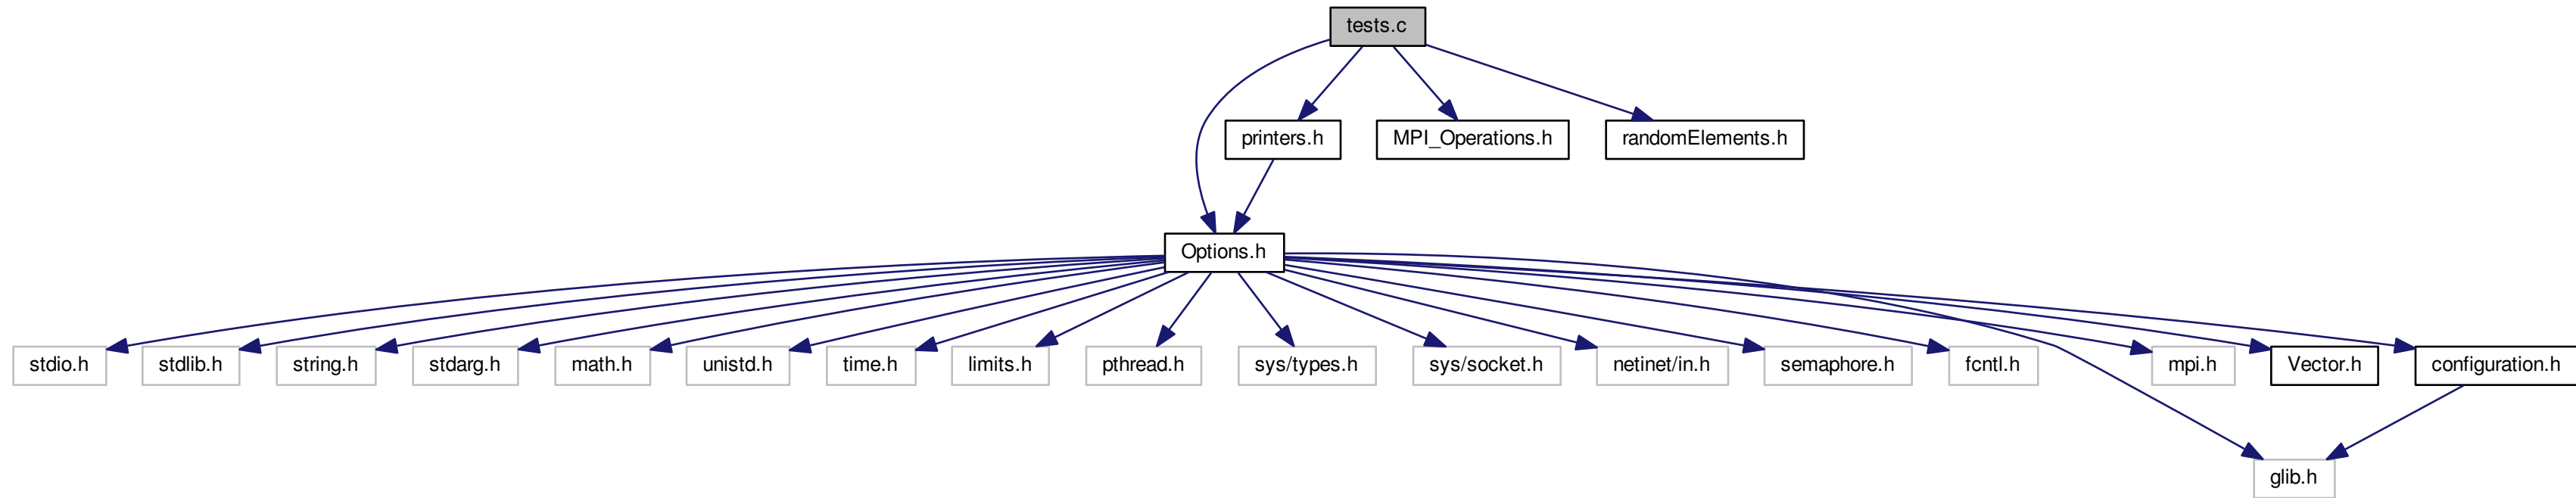 tests.c
printers.h
MPI_Operations.h
randomElements.h
Options.h
stdio.h
stdlib.h
string.h
stdarg.h
math.h
unistd.h
time.h
limits.h
pthread.h
sys/types.h
sys/socket.h
netinet/in.h
semaphore.h
fcntl.h
mpi.h
Vector.h
configuration.h
glib.h